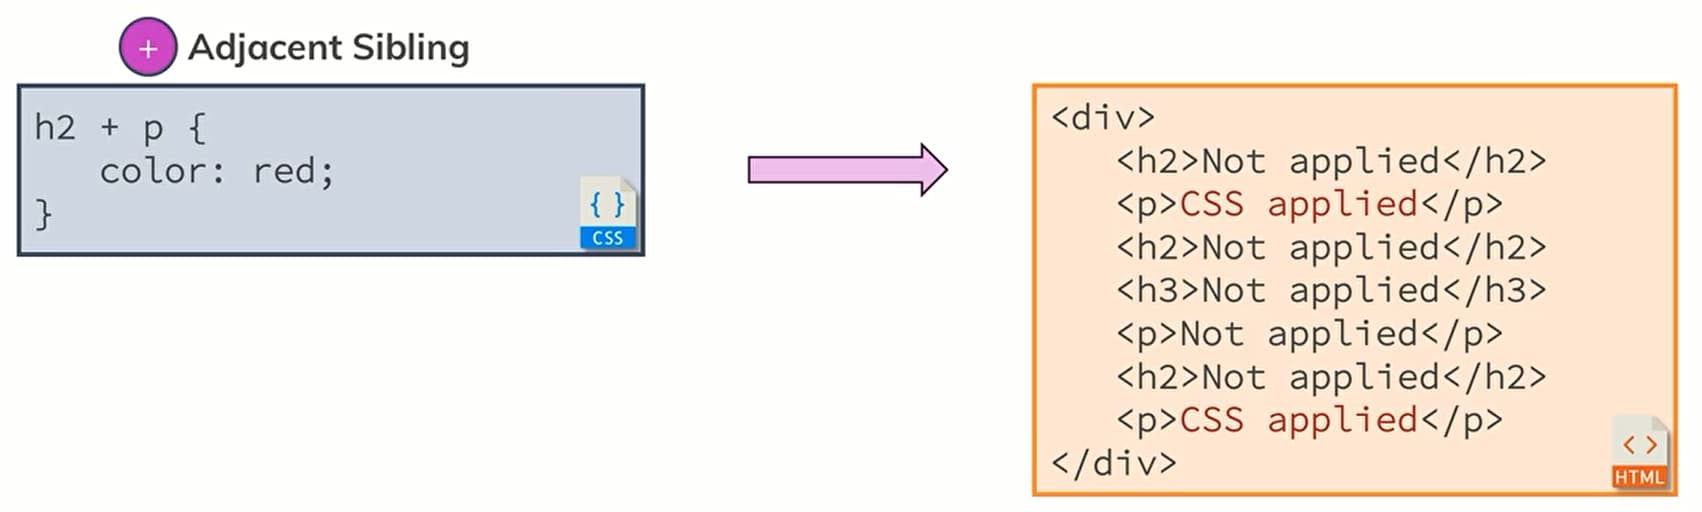 + Adjacent Sibling
h2 + p {
color: red;
}
{ }
CSS
<div>
<h2>Not applied</h2>
<p>CSS applied</p>
<h2>Not applied</h2>
<h3>Not applied</h3>
<p>Not applied</p>
<h2>Not applied</h2>
<p>CSS applied</p>
</div>
< >
HTML